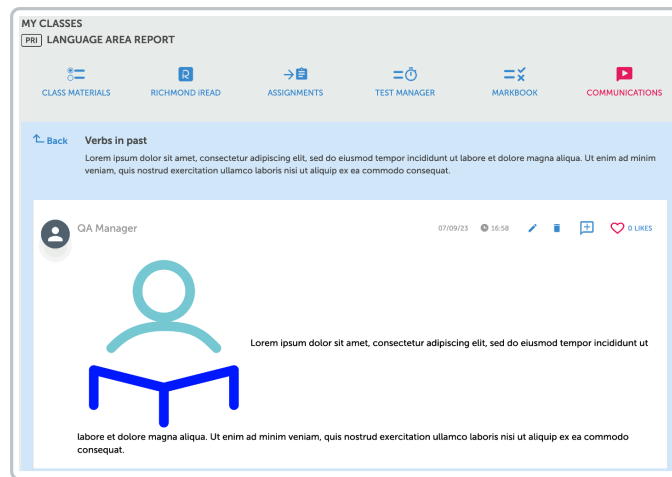 MY CLASSES
PRI LANGUAGE AREA REPORT
CLASS MATERIALS
RICHMOND iREAD
ASSIGNMENTS
TEST MANAGER
MARKBOOK
COMMUNICATIONS
Back
Verbs in past
Lorem ipsum dolor sit amet, consectetur adipiscing elit, sed do eiusmod tempor incididunt ut labore et dolore magna aliqua. Ut enim ad minim
veniam, quis nostrud exercitation ullamco laboris nisi ut aliquip ex ea commodo consequat.
QA Manager
07/09/23 16:58 0 LIKES
Lorem ipsum dolor sit amet, consectetur adipiscing elit, sed do eiusmod tempor incididunt ut
labore et dolore magna aliqua. Ut enim ad minim veniam, quis nostrud exercitation ullamco laboris nisi ut aliquip ex ea commodo
consequat.